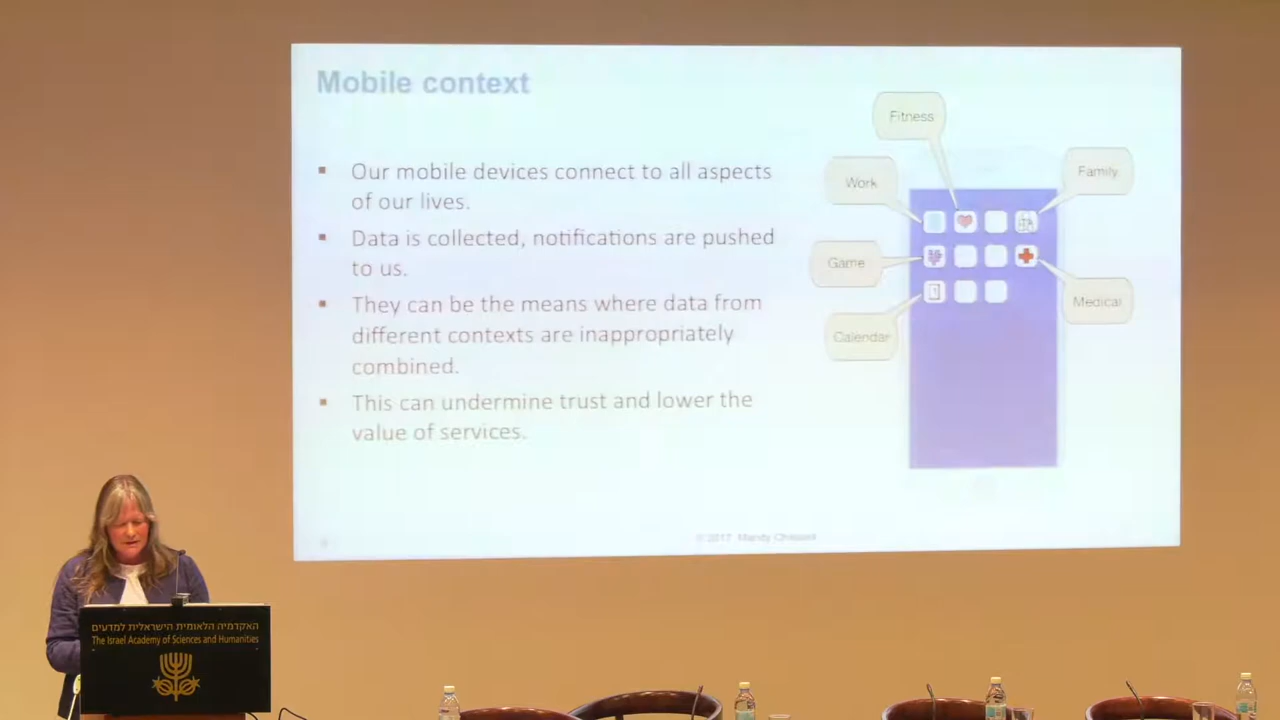 Mobile context
Our mobile devices connect to all aspects
of our lives.
Data is collected, notifications are pushed
to us.
They can be the means where data from
different contexts are inappropriately
combined.
This can undermine trust and lower the
value of services.
Fitness
Work
Family
Game
Medical
Calendar
© 2017 Mandy Chessell
האקדמיה הלאומית הישראלית למדעים
The Israel Academy of Sciences and Humanities